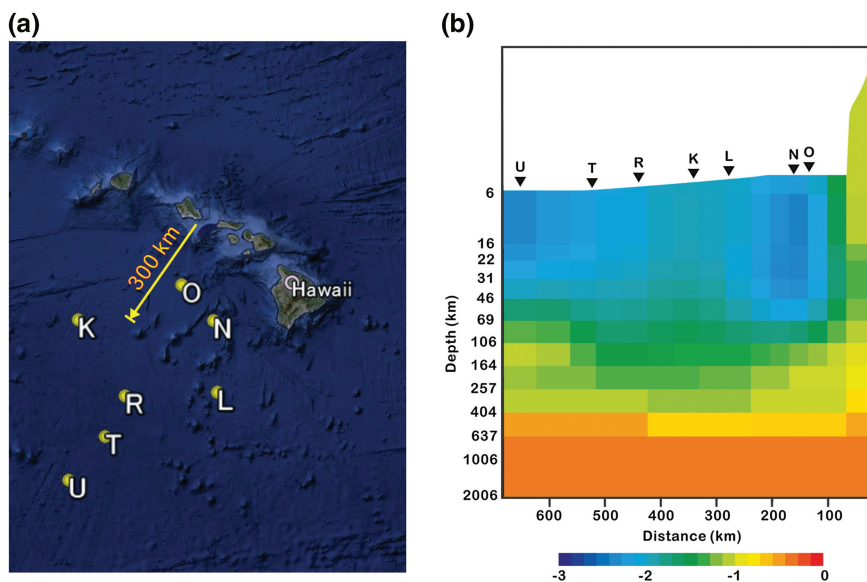 (a)
300 km
O
Hawaii
K
N
R
L
T
U
(b)
U
T
R
K
L
N
O
6
16
22
31
46
69
106
164
257
404
637
1006
2006
Depth (km)
600
500
400
300
200
100
Distance (km)
-3
-2
-1
0